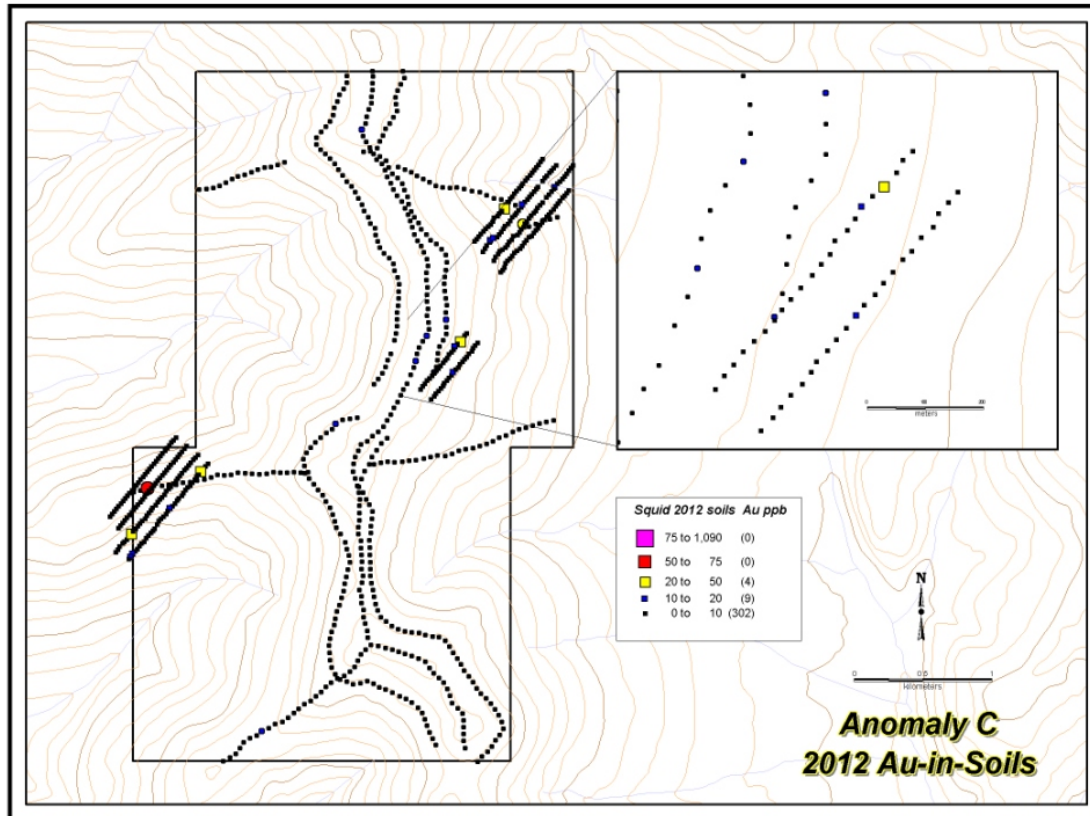 Squid 2012 soils Au ppb
75 to 1,090 (0)
50 to 75 (0)
20 to 50 (4)
10 to 20 (9)
0 to 10 (302)
meters
N
0 0.5 1
kilometers
Anomaly C
2012 Au-in-Soils